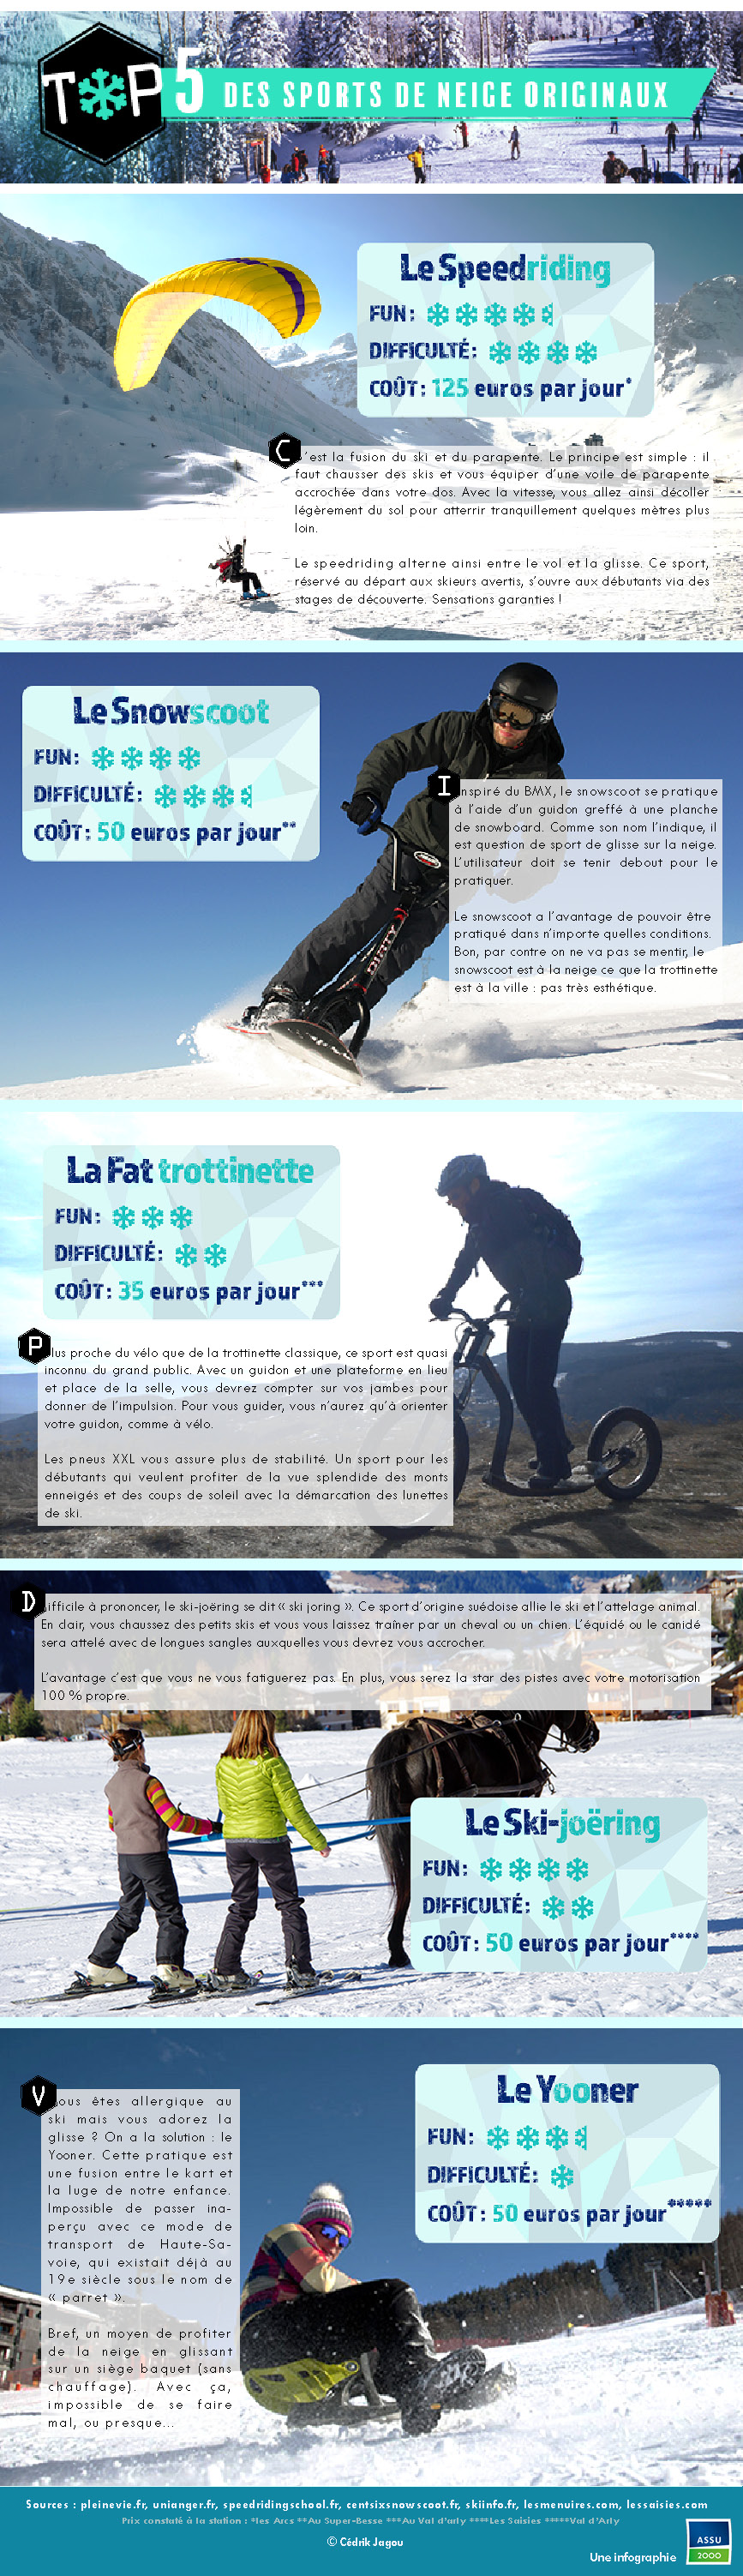 TOP 5 DES SPORTS DE NEIGE ORIGINAUX
Le Speedriding
FUN :
DIFFICULTÉ :
COÛT : 125 euros par jour*
C'est la fusion du ski et du parapente. Le principe est simple : il
faut chausser des skis et vous équiper d'une voile de parapente
accrochée dans votre dos. Avec la vitesse, vous allez ainsi décoller
légèrement du sol pour atterrir tranquillement quelques mètres plus
loin.
Le speedriding alterne ainsi entre le vol et la glisse. Ce sport,
réservé au départ aux skieurs avertis, s'ouvre aux débutants via des
stages de découverte. Sensations garanties !
Le Snowscoot
FUN :
DIFFICULTÉ :
COÛT : 50 euros par jour**
Inspiré du BMX, le snowscoot se pratique
à l'aide d'un guidon greffé à une planche
de snowboard. Comme son nom l'indique, il
est question de sport de glisse sur la neige.
L'utilisateur doit se tenir debout pour le
pratiquer.
Le snowscoot a l'avantage de pouvoir être
pratiqué dans n'importe quelles conditions.
Bon, par contre on ne va pas se mentir, le
snowscoot est à la neige ce que la trottinette
est à la ville : pas très esthétique.
La Fat trottinette
FUN :
DIFFICULTÉ :
COÛT : 35 euros par jour***
Plus proche du vélo que de la trottinette classique, ce sport est quasi
inconnu du grand public. Avec un guidon et une plateforme en lieu
et place de la selle, vous devrez compter sur vos jambes pour
donner de l'impulsion. Pour vous guider, vous n'aurez qu'à orienter
votre guidon, comme à vélo.
Les pneus XXL vous assure plus de stabilité. Un sport pour les
débutants qui veulent profiter de la vue splendide des monts
enneigés et des coups de soleil avec la démarcation des lunettes
de ski.
Difficile à prononcer, le ski-joëring se dit « ski joring ». Ce sport d'origine suédoise allie le ski et l'attelage animal.
En clair, vous chaussez des petits skis et vous vous laissez traîner par un cheval ou un chien. L'équidé ou le canidé
sera attelé avec de longues sangles auxquelles vous devrez vous accrocher.
L'avantage c'est que vous ne vous fatiguerez pas. En plus, vous serez la star des pistes avec votre motorisation
100 % propre.
Le Ski-joëring
FUN :
DIFFICULTÉ :
COÛT : 50 euros par jour****
Le Yooner
FUN :
DIFFICULTÉ :
COÛT : 50 euros par jour*****
Vous êtes allergique au
ski mais vous adorez la
glisse ? On a la solution : le
Yooner. Cette pratique est
une fusion entre le kart et
la luge de notre enfance.
Impossible de passer ina-
perçu avec ce mode de
transport de Haute-Sa-
voie, qui existait déjà au
19e siècle sous le nom de
« parret ».
Bref, un moyen de profiter
de la neige en glissant
sur un siège baquet (sans
chauffage). Avec ça,
impossible de se faire
mal, ou presque...
Sources : pleinevie.fr, unianger.fr, speedridingschool.fr, centsixsnowscoot.fr, skiinfo.fr, lesmenuires.com, lessaisies.com
Prix constaté à la station : *les Arcs **Au Super-Besse ***Au Val d'arly ****Les Saisies *****Val d'Arly
© Cédrik Jagou
Une infographie
ASSU
2000